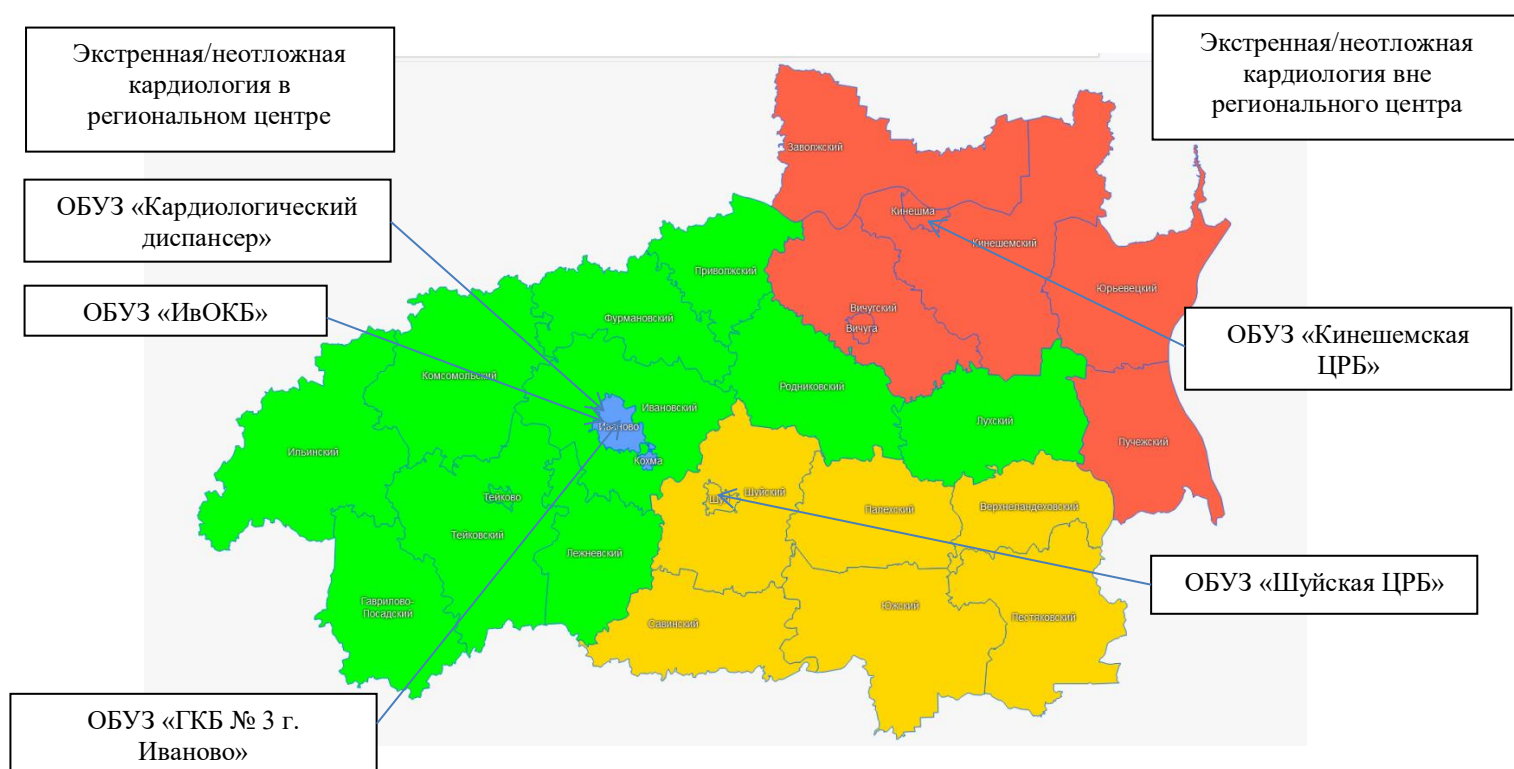 Экстренная/неотложная
кардиология в
региональном центре
Экстренная/неотложная
кардиология вне
регионального центра
ОБУЗ «Кардиологический
диспансер»
ОБУЗ «ИвОКБ»
ОБУЗ «Кинешемская
ЦРБ»
ОБУЗ «Шуйская ЦРБ»
ОБУЗ «ГКБ № 3 г.
Иваново»
Заволжский
Кинешма
Кинешемский
Юрьевецкий
Приволжский
Вичугский
Вичуга
Фурмановский
Комсомольский
Родниковский
Ивановский
Иваново
Лухский
Пучежский
Ильинский
Кохма
Тейково
Шуйский
Шуя
Палехский
Верхнеландеховский
Тейковский
Лежневский
Гаврилово-
Посадский
Савинский
Южский
Пестяковский